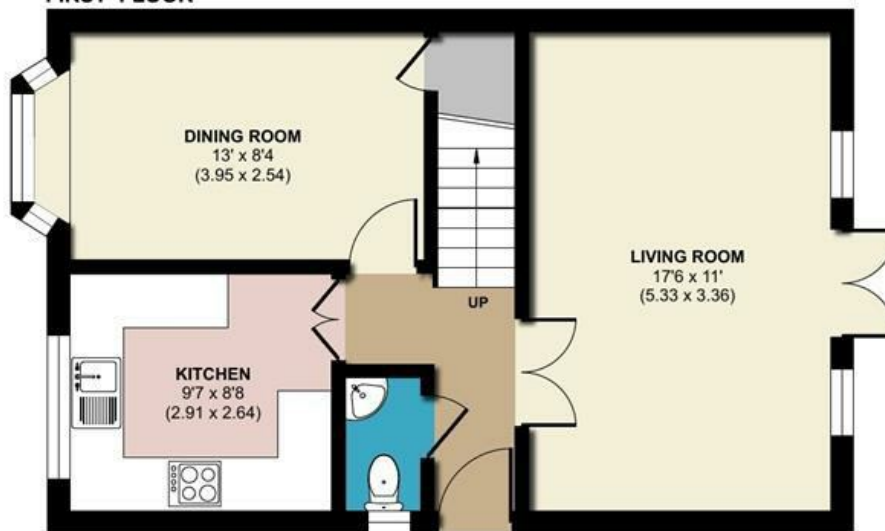 DINING ROOM
13' x 8'4
(3.95 x 2.54)
LIVING ROOM
17'6 x 11'
(5.33 x 3.36)
UP
KITCHEN
9'7 x 8'8
(2.91 x 2.64)